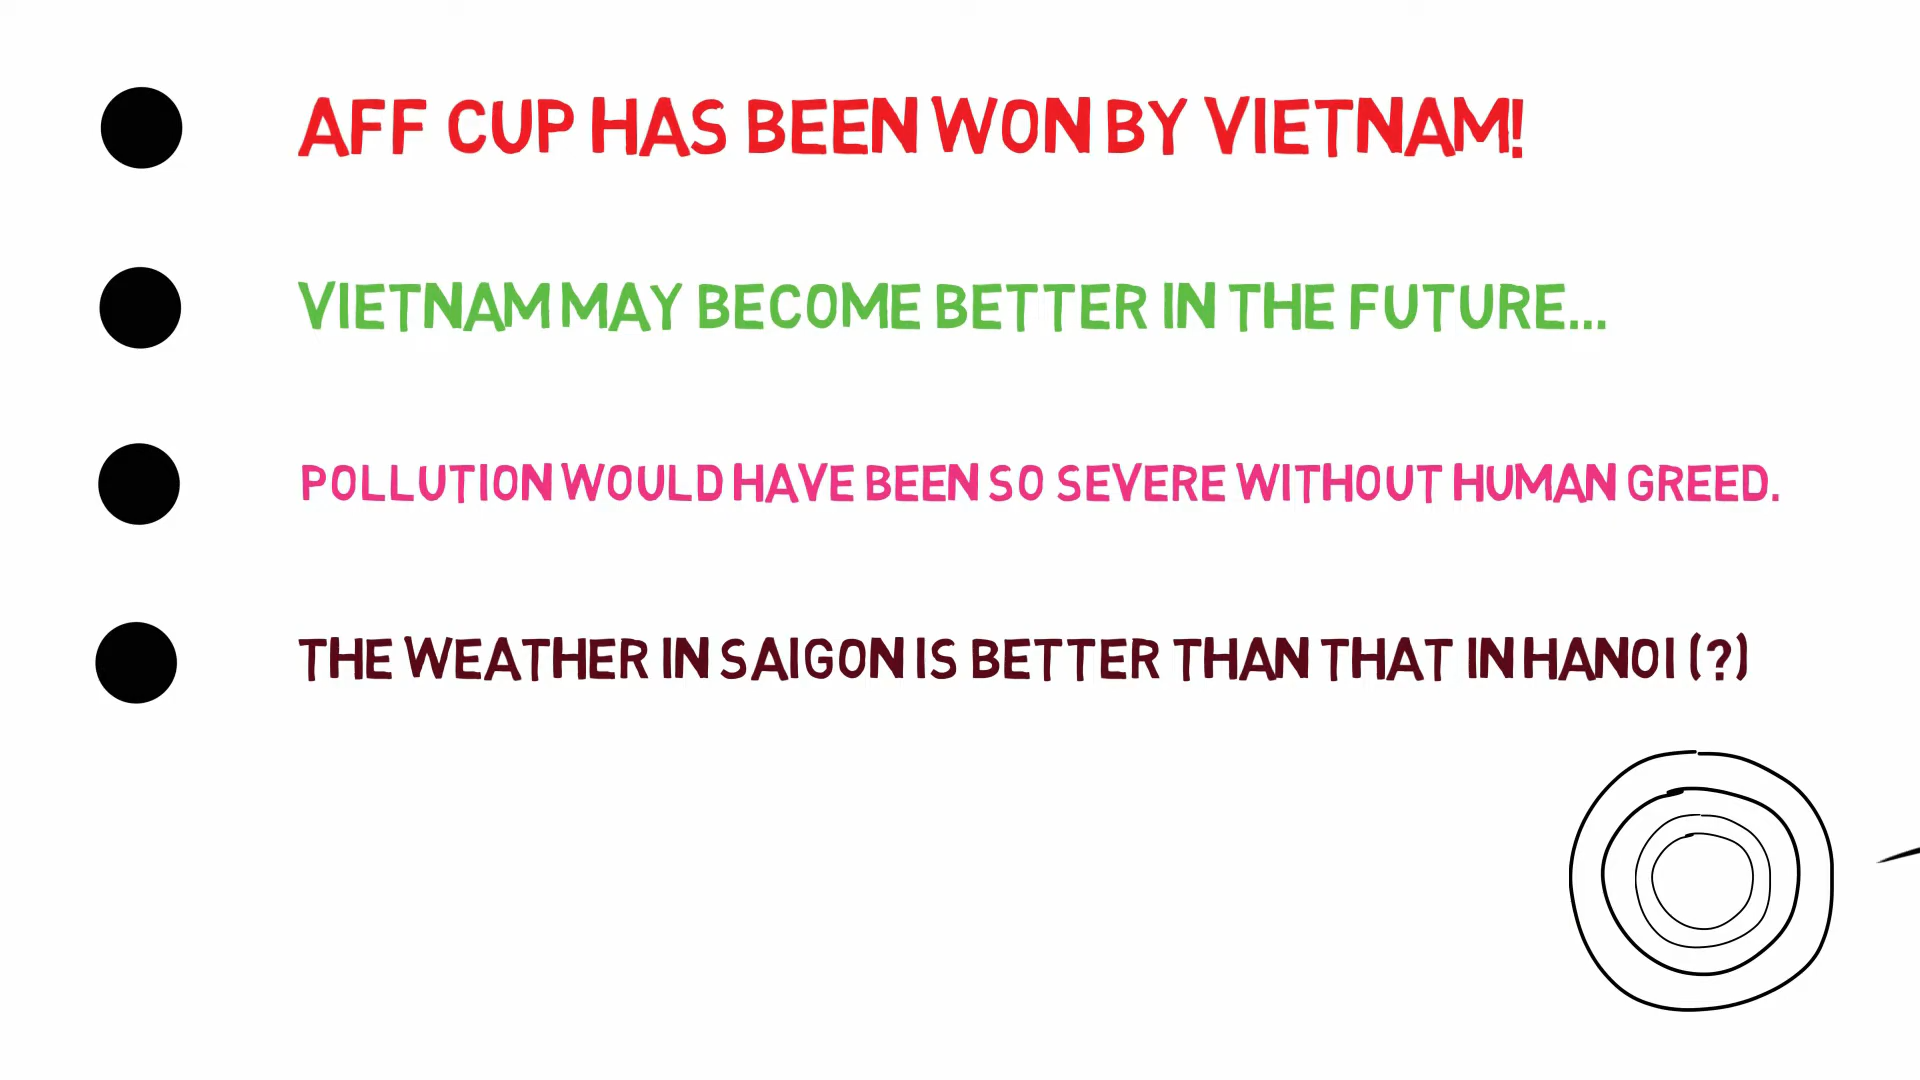 AFF CUP HAS BEEN WON BY VIETNAM!
VIETNAM MAY BECOME BETTER IN THE FUTURE...
POLLUTION WOULD HAVE BEEN SO SEVERE WITHOUT HUMAN GREED.
THE WEATHER IN SAIGON IS BETTER THAN THAT IN HANOI (?)